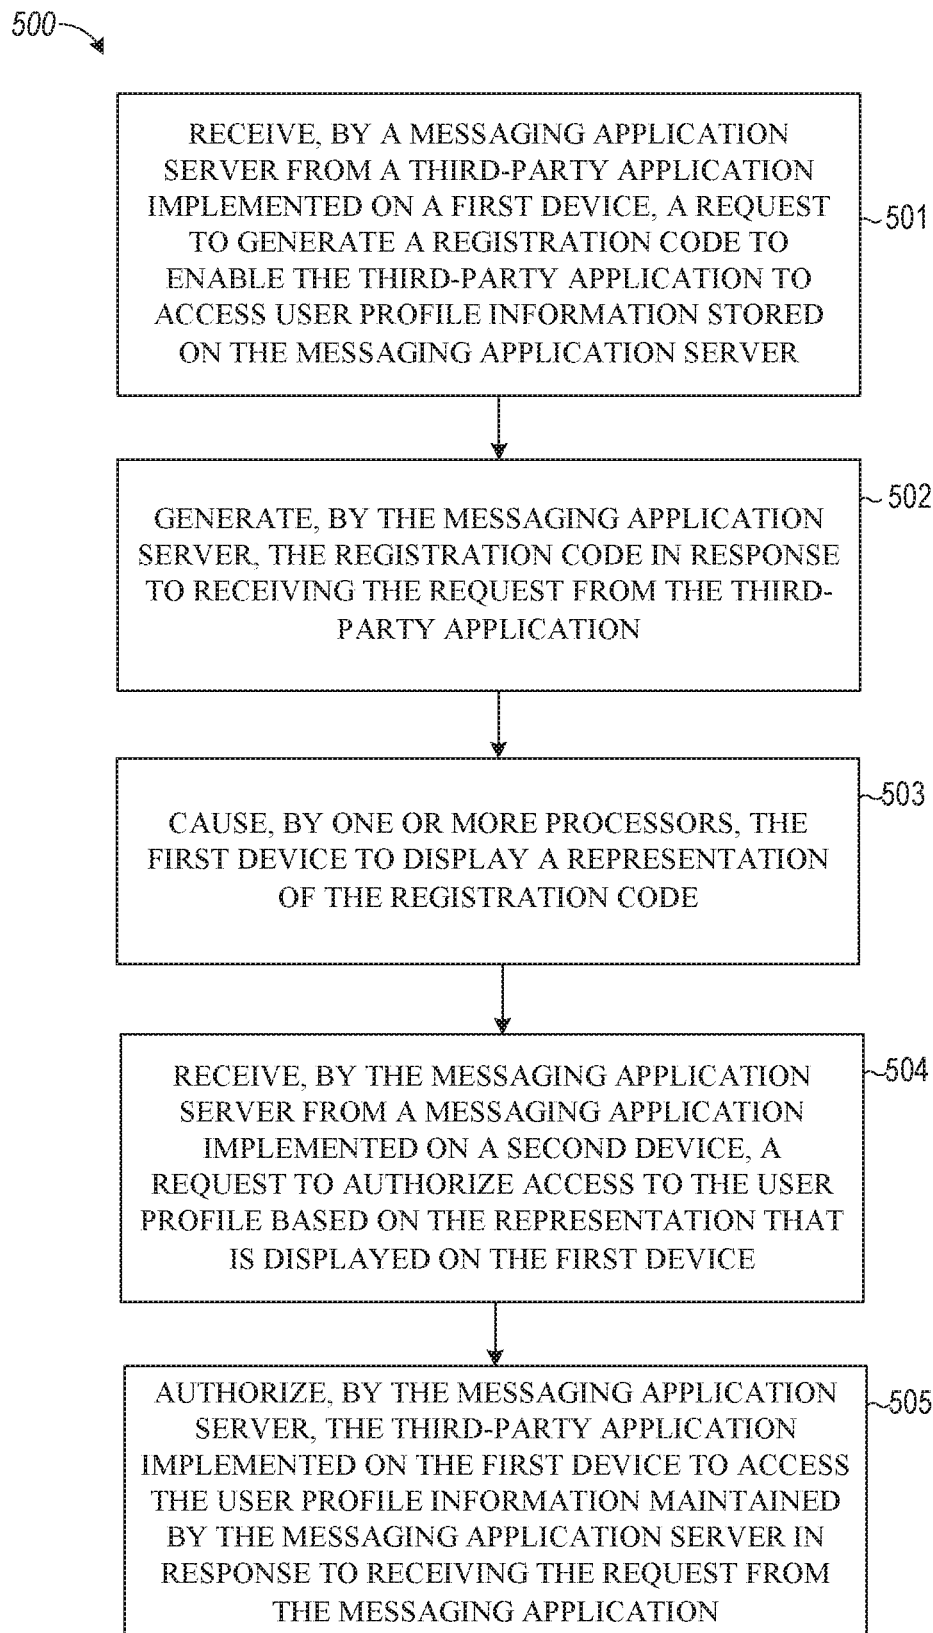 500
RECEIVE, BY A MESSAGING APPLICATION
SERVER FROM A THIRD-PARTY APPLICATION
IMPLEMENTED ON A FIRST DEVICE, A REQUEST
TO GENERATE A REGISTRATION CODE TO
ENABLE THE THIRD-PARTY APPLICATION TO
ACCESS USER PROFILE INFORMATION STORED
ON THE MESSAGING APPLICATION SERVER
501
GENERATE, BY THE MESSAGING APPLICATION
SERVER, THE REGISTRATION CODE IN RESPONSE
TO RECEIVING THE REQUEST FROM THE THIRD-
PARTY APPLICATION
502
CAUSE, BY ONE OR MORE PROCESSORS, THE
FIRST DEVICE TO DISPLAY A REPRESENTATION
OF THE REGISTRATION CODE
503
RECEIVE, BY THE MESSAGING APPLICATION
SERVER FROM A MESSAGING APPLICATION
IMPLEMENTED ON A SECOND DEVICE, A
REQUEST TO AUTHORIZE ACCESS TO THE USER
PROFILE BASED ON THE REPRESENTATION THAT
IS DISPLAYED ON THE FIRST DEVICE
504
AUTHORIZE, BY THE MESSAGING APPLICATION
SERVER, THE THIRD-PARTY APPLICATION
IMPLEMENTED ON THE FIRST DEVICE TO ACCESS
THE USER PROFILE INFORMATION MAINTAINED
BY THE MESSAGING APPLICATION SERVER IN
RESPONSE TO RECEIVING THE REQUEST FROM
THE MESSAGING APPLICATION
505